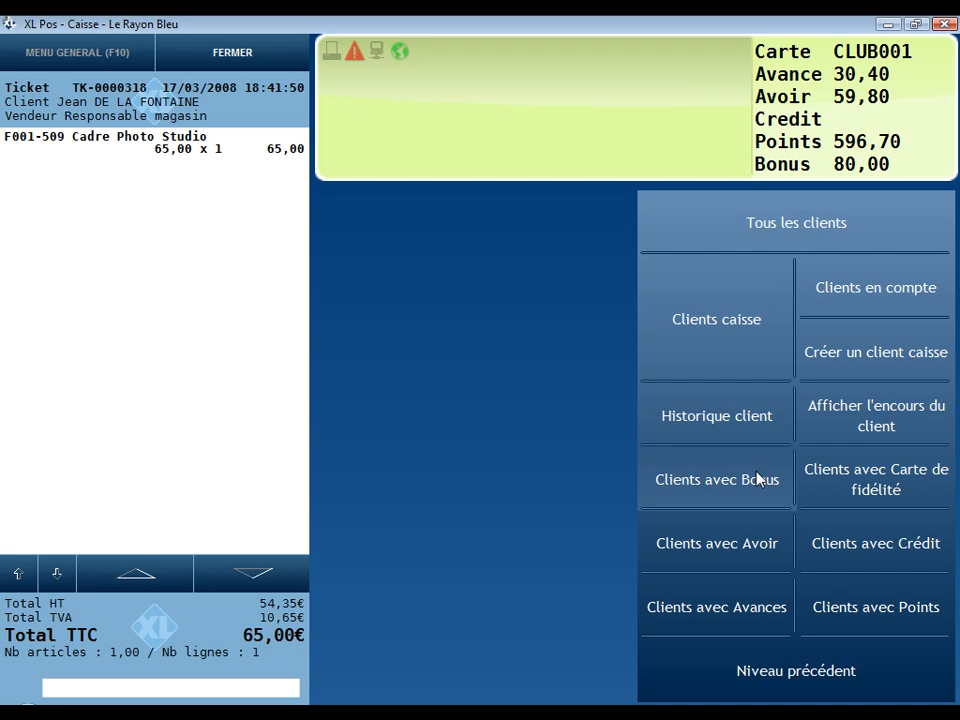 XL Pos - Caisse - Le Rayon Bleu
MENU GENERAL (F10)
FERMER
Ticket TK-0000318 17/03/2008 18:41:50
Client Jean DE LA FONTAINE
Vendeur Responsable magasin
F001-509 Cadre Photo Studio
65,00 x 1 65,00
Carte CLUB001
Avance 30,40
Avoir 59,80
Credit
Points 596,70
Bonus 80,00
Tous les clients
Clients caisse
Clients en compte
Créer un client caisse
Historique client
Afficher l'encours du
client
Clients avec Bonus
Clients avec Carte de
fidélité
Clients avec Avoir
Clients avec Crédit
Clients avec Avances
Clients avec Points
Niveau précédent
Total HT 54,35€
Total TVA 10,65€
XL
Total TTC 65,00€
Nb articles : 1,00 / Nb lignes : 1